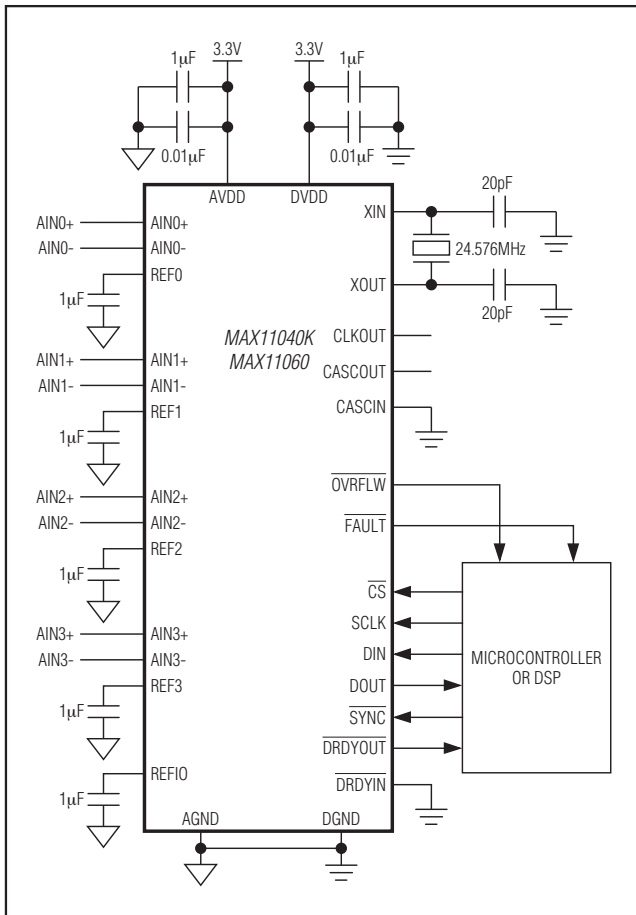 1µF 3.3V 3.3V 1µF
0.01µF 0.01µF
AVDD DVDD
20pF
XIN
24.576MHz
XOUT
20pF
AIN0+ AIN0+
AIN0- AIN0-
REF0
1µF
MAX11040K
MAX11060
CLKOUT
CASCOUT
CASCIN
AIN1+ AIN1+
AIN1- AIN1-
REF1
1µF
AIN2+ AIN2+
AIN2- AIN2-
REF2
1µF
OVRFLW
FAULT
CS
SCLK
DIN
DOUT
SYNC
DRDYOUT
DRDYIN
MICROCONTROLLER
OR DSP
AIN3+ AIN3+
AIN3- AIN3-
REF3
1µF
REFIO
1µF
AGND DGND